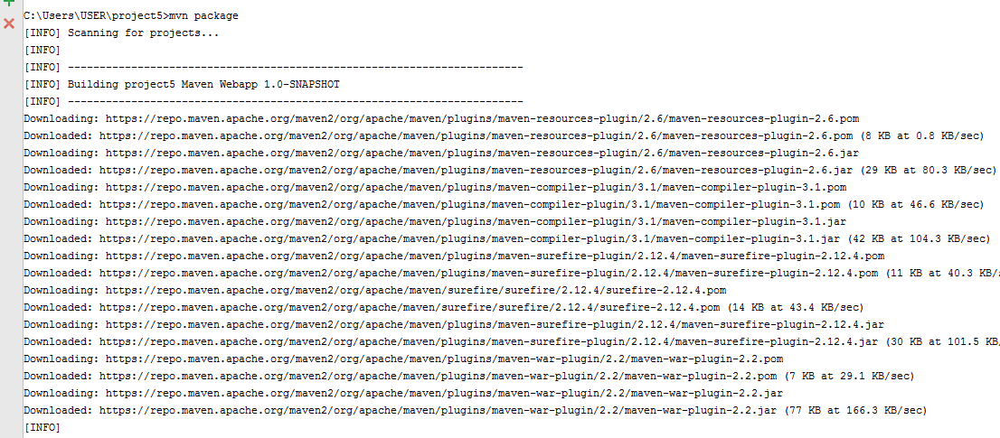 C:\Users\USER\project5>mvn package
[INFO] Scanning for projects...
[INFO]
[INFO] ------------------------------------------------------------------------
[INFO] Building project5 Maven Webapp 1.0-SNAPSHOT
[INFO] ------------------------------------------------------------------------
Downloading: https://repo.maven.apache.org/maven2/org/apache/maven/plugins/maven-resources-plugin/2.6/maven-resources-plugin-2.6.pom
Downloaded: https://repo.maven.apache.org/maven2/org/apache/maven/plugins/maven-resources-plugin/2.6/maven-resources-plugin-2.6.pom (8 KB at 0.8 KB/sec)
Downloading: https://repo.maven.apache.org/maven2/org/apache/maven/plugins/maven-resources-plugin/2.6/maven-resources-plugin-2.6.jar
Downloaded: https://repo.maven.apache.org/maven2/org/apache/maven/plugins/maven-resources-plugin/2.6/maven-resources-plugin-2.6.jar (29 KB at 80.3 KB/sec)
Downloading: https://repo.maven.apache.org/maven2/org/apache/maven/plugins/maven-compiler-plugin/3.1/maven-compiler-plugin-3.1.pom
Downloaded: https://repo.maven.apache.org/maven2/org/apache/maven/plugins/maven-compiler-plugin/3.1/maven-compiler-plugin-3.1.pom (10 KB at 46.6 KB/sec)
Downloading: https://repo.maven.apache.org/maven2/org/apache/maven/plugins/maven-compiler-plugin/3.1/maven-compiler-plugin-3.1.jar
Downloaded: https://repo.maven.apache.org/maven2/org/apache/maven/plugins/maven-compiler-plugin/3.1/maven-compiler-plugin-3.1.jar (42 KB at 104.3 KB/sec)
Downloading: https://repo.maven.apache.org/maven2/org/apache/maven/plugins/maven-surefire-plugin/2.12.4/maven-surefire-plugin-2.12.4.pom
Downloaded: https://repo.maven.apache.org/maven2/org/apache/maven/plugins/maven-surefire-plugin/2.12.4/maven-surefire-plugin-2.12.4.pom (11 KB at 40.3 KB/s
Downloading: https://repo.maven.apache.org/maven2/org/apache/maven/surefire/surefire/2.12.4/surefire-2.12.4.pom
Downloaded: https://repo.maven.apache.org/maven2/org/apache/maven/surefire/surefire/2.12.4/surefire-2.12.4.pom (14 KB at 43.4 KB/sec)
Downloading: https://repo.maven.apache.org/maven2/org/apache/maven/plugins/maven-surefire-plugin/2.12.4/maven-surefire-plugin-2.12.4.jar
Downloaded: https://repo.maven.apache.org/maven2/org/apache/maven/plugins/maven-surefire-plugin/2.12.4/maven-surefire-plugin-2.12.4.jar (30 KB at 101.5 KB/
Downloading: https://repo.maven.apache.org/maven2/org/apache/maven/plugins/maven-war-plugin/2.2/maven-war-plugin-2.2.pom
Downloaded: https://repo.maven.apache.org/maven2/org/apache/maven/plugins/maven-war-plugin/2.2/maven-war-plugin-2.2.pom (7 KB at 29.1 KB/sec)
Downloading: https://repo.maven.apache.org/maven2/org/apache/maven/plugins/maven-war-plugin/2.2/maven-war-plugin-2.2.jar
Downloaded: https://repo.maven.apache.org/maven2/org/apache/maven/plugins/maven-war-plugin/2.2/maven-war-plugin-2.2.jar (77 KB at 166.3 KB/sec)
[INFO]